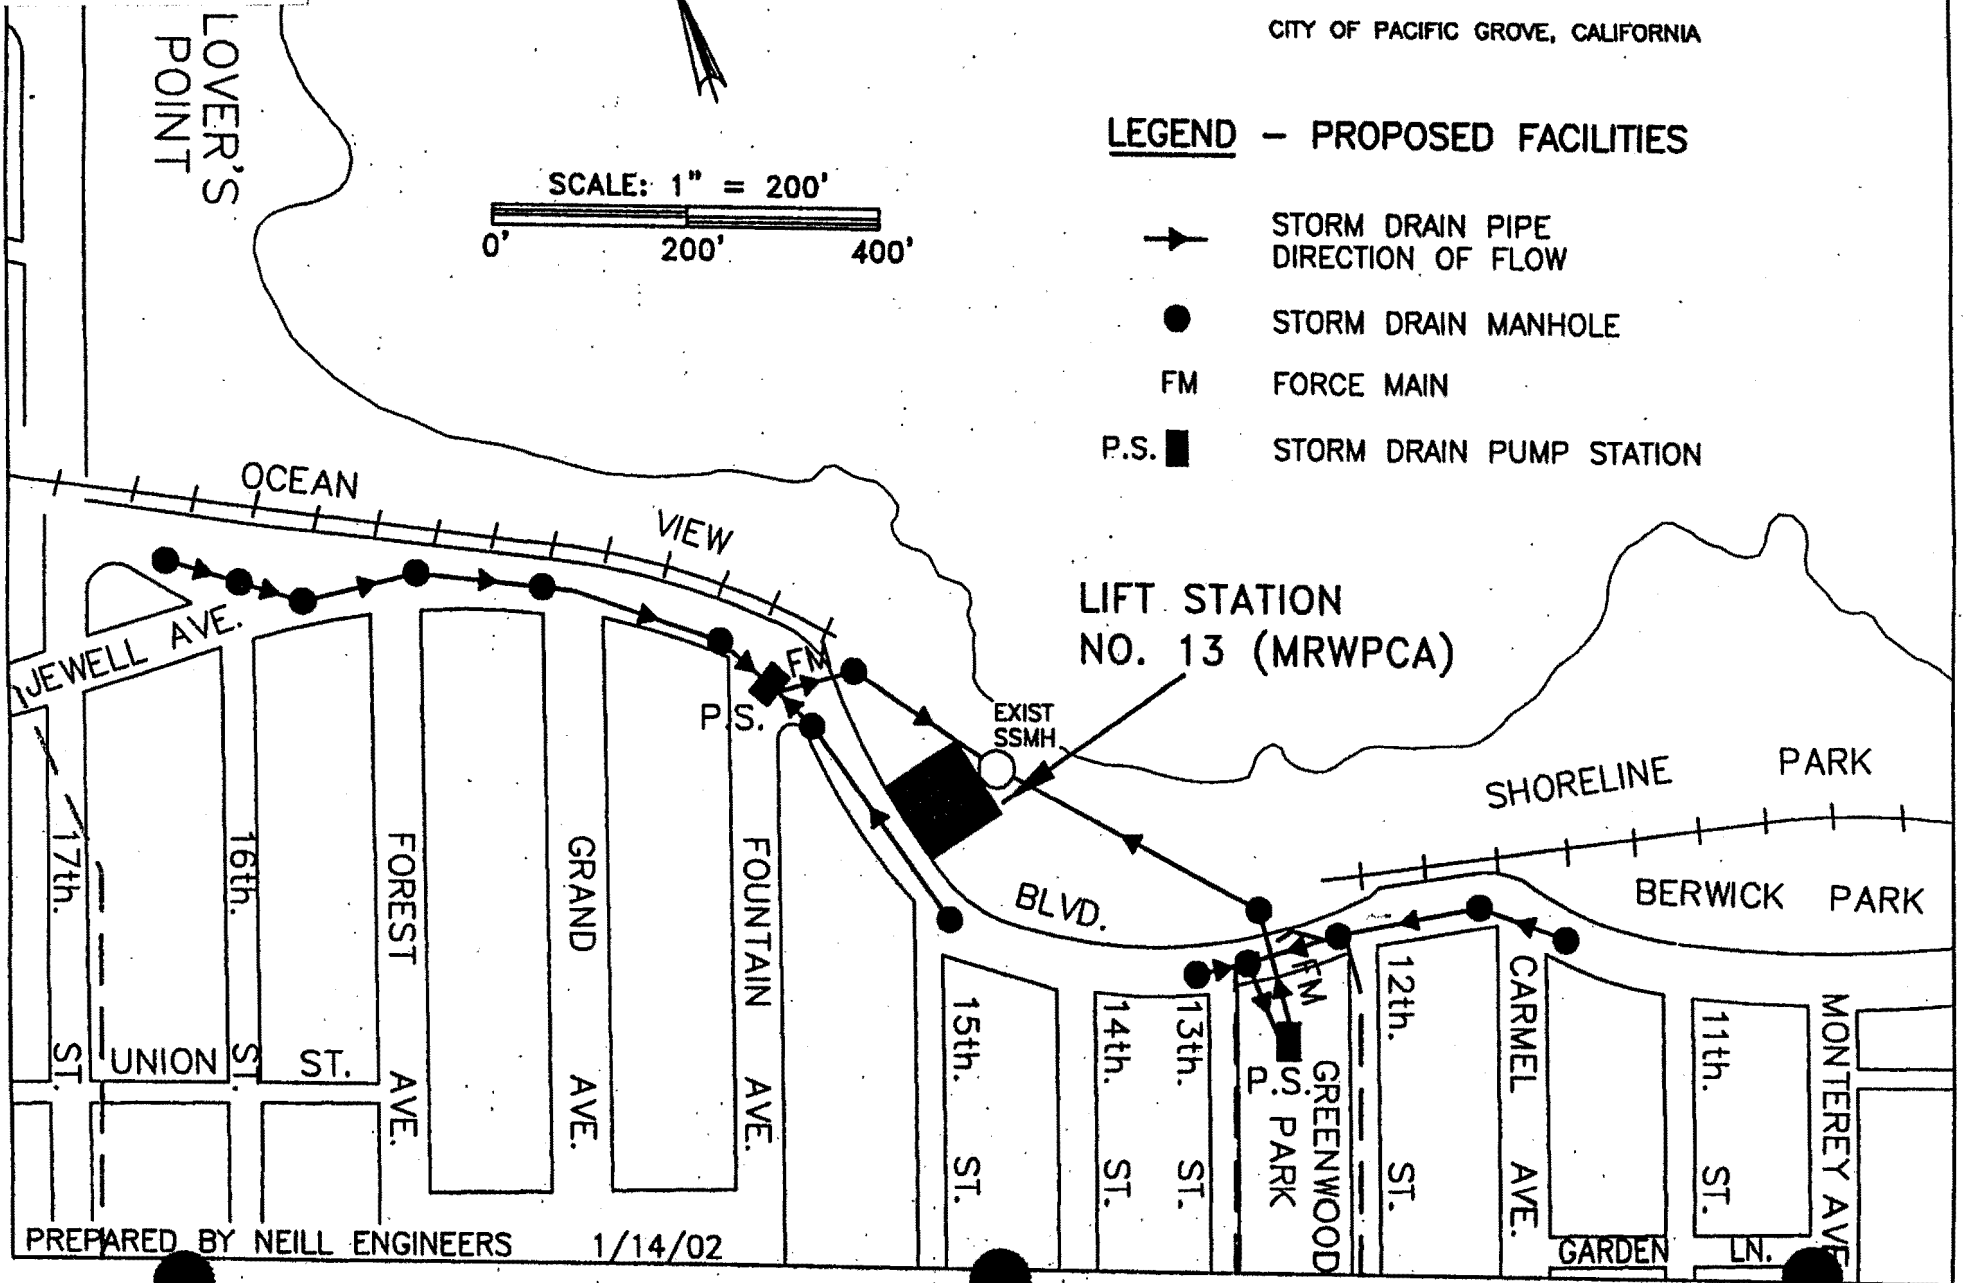 CITY OF PACIFIC GROVE, CALIFORNIA
LOVER'S
POINT
LEGEND - PROPOSED FACILITIES
SCALE: 1" = 200'
0' 200' 400'
STORM DRAIN PIPE
DIRECTION OF FLOW
STORM DRAIN MANHOLE
FM FORCE MAIN
P.S. STORM DRAIN PUMP STATION
OCEAN VIEW BLVD.
LIFT STATION
NO. 13 (MRWPCA)
JEWELL AVE.
FM
P.S.
EXIST
SSMH
SHORELINE PARK
BERWICK PARK
17th. ST.
16th. ST.
FOREST AVE.
GRAND AVE.
FOUNTAIN AVE.
15th. ST.
14th. ST.
13th. ST.
FM
P.S.
GREENWOOD
PARK
12th. ST.
CARMEL AVE.
11th. ST.
MONTEREY AVE
UNION ST.
GARDEN LN.
PREPARED BY NEILL ENGINEERS 1/14/02